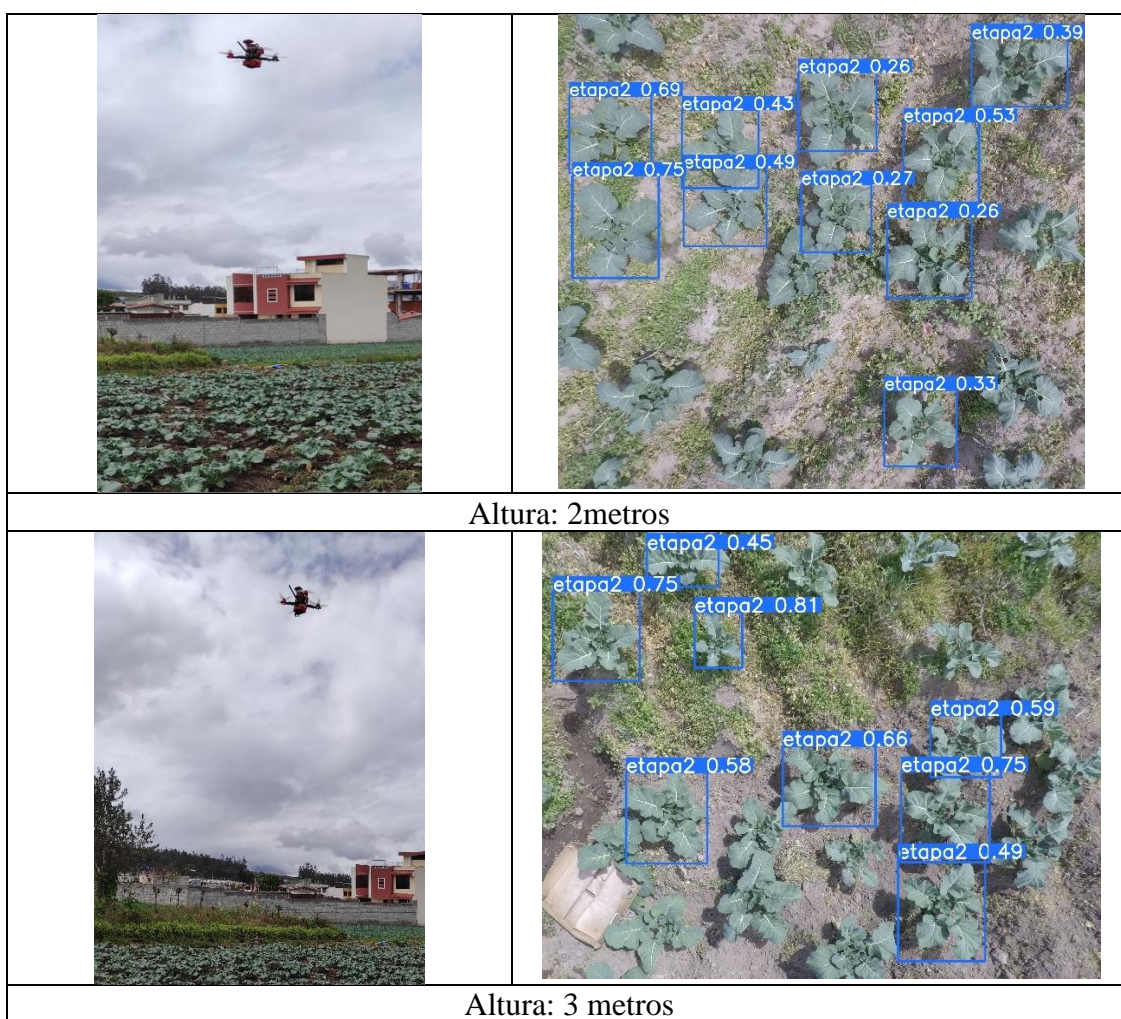 etapa2 0.39
etapa2 0.26
etapa2 0.69
etapa2 0.43
etapa2 0.53
etapa2 0.49
etapa2 0.75
etapa2 0.27
etapa2 0.26
etapa2 0.33
Altura: 2metros
etapa2 0.45
etapa2 0.75
etapa2 0.81
etapa2 0.59
etapa2 0.66
etapa2 0.58
etapa2 0.75
etapa2 0.49
Altura: 3 metros